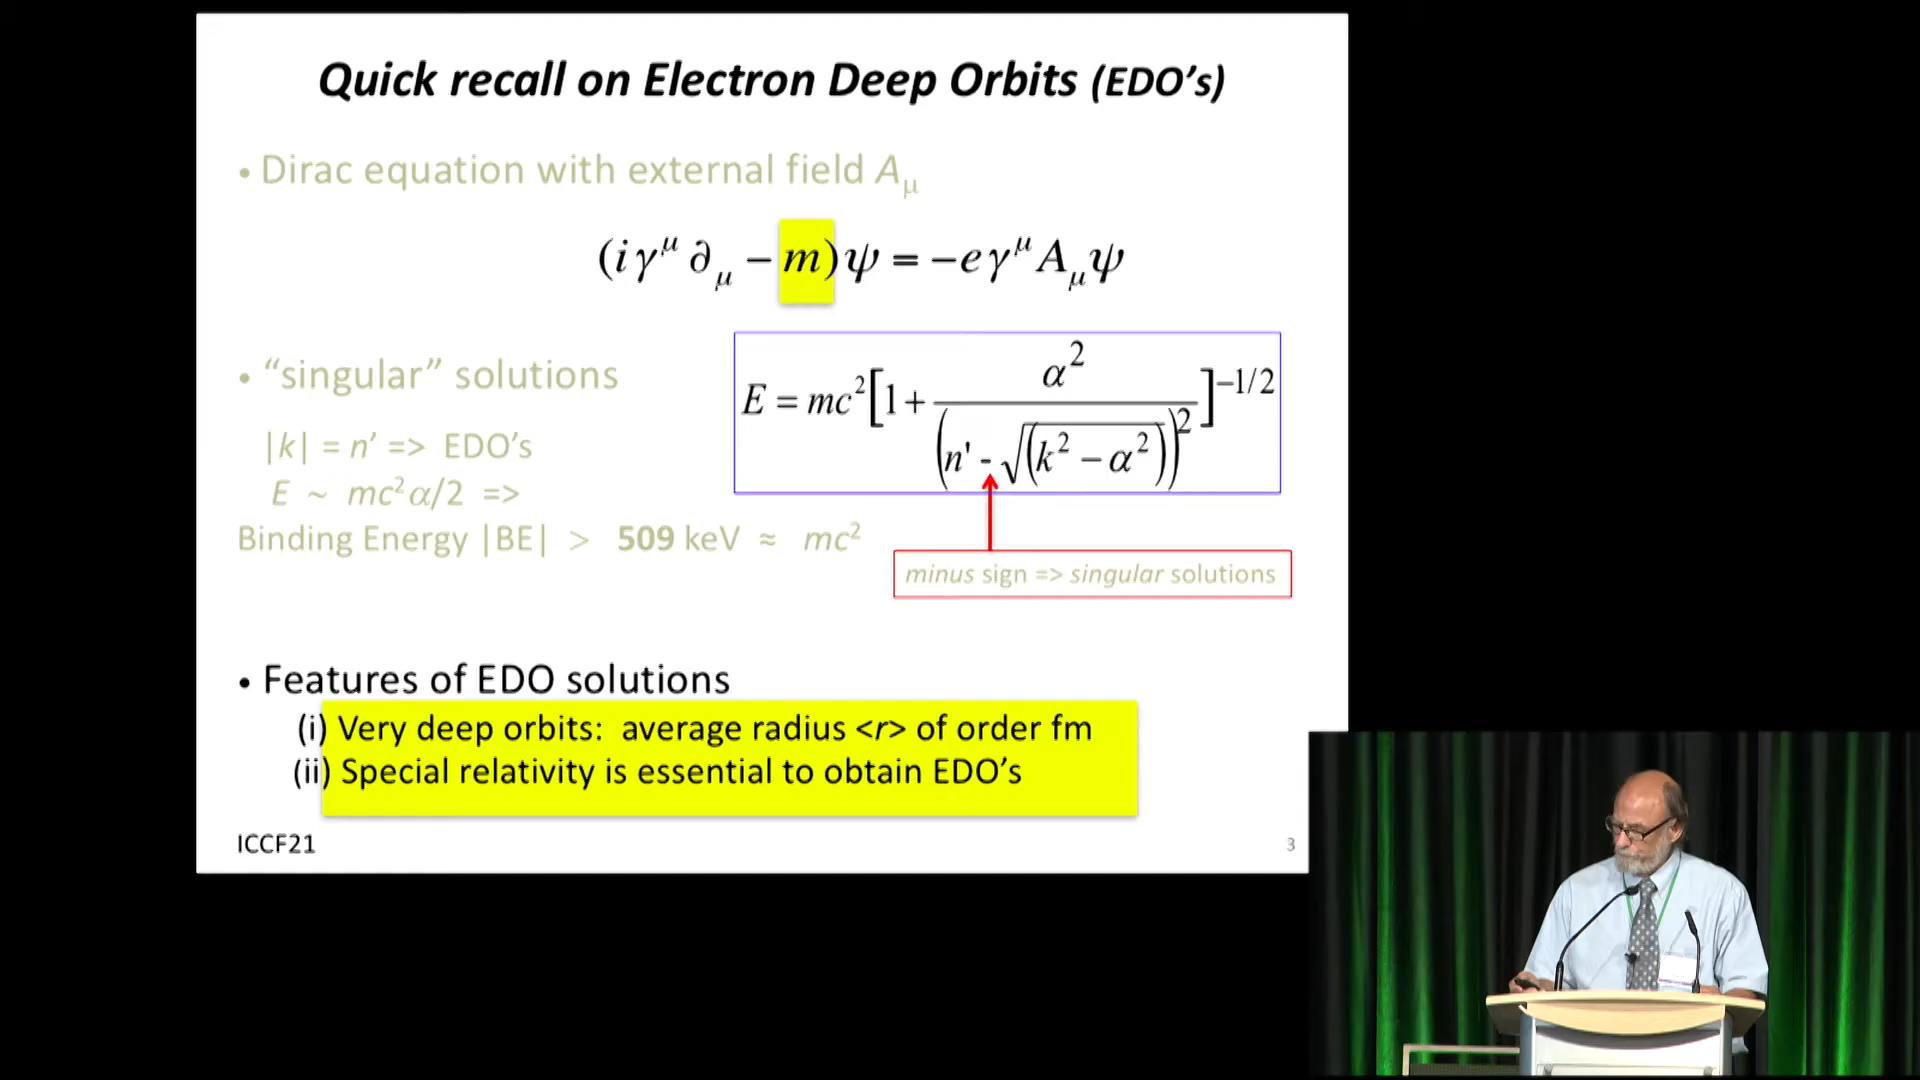 Quick recall on Electron Deep Orbits (EDO's)
• Dirac equation with external field Aμ
(iγ^μ ∂_μ − m)ψ = −eγ^μ A_μ ψ
• "singular" solutions
E = mc²[1 + α² / (n' - √(k² − α²))²]^−1/2
|k| = n' => EDO's
E ~ mc²α/2 =>
Binding Energy |BE| > 509 keV ≈ mc²
minus sign => singular solutions
• Features of EDO solutions
(i) Very deep orbits: average radius <r> of order fm
(ii) Special relativity is essential to obtain EDO's
ICCF21
3